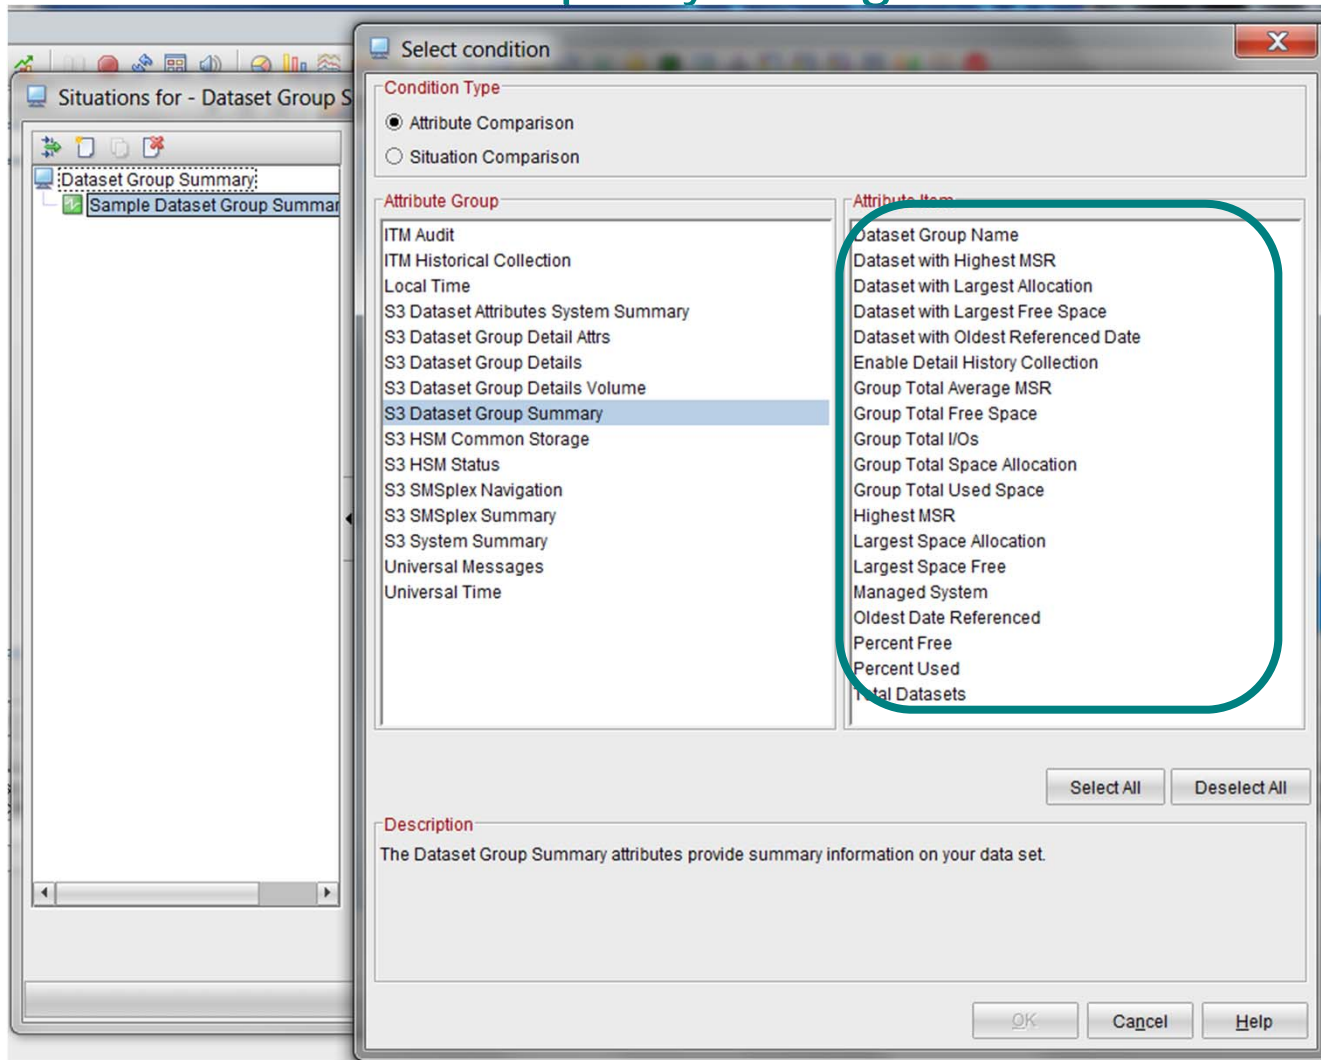 Select condition
Situations for - Dataset Group S
Dataset Group Summary
Sample Dataset Group Summar
Condition Type
Attribute Comparison
Situation Comparison
Attribute Group
ITM Audit
ITM Historical Collection
Local Time
S3 Dataset Attributes System Summary
S3 Dataset Group Detail Attrs
S3 Dataset Group Details
S3 Dataset Group Details Volume
S3 Dataset Group Summary
S3 HSM Common Storage
S3 HSM Status
S3 SMSplex Navigation
S3 SMSplex Summary
S3 System Summary
Universal Messages
Universal Time
Attribute Item
Dataset Group Name
Dataset with Highest MSR
Dataset with Largest Allocation
Dataset with Largest Free Space
Dataset with Oldest Referenced Date
Enable Detail History Collection
Group Total Average MSR
Group Total Free Space
Group Total I/Os
Group Total Space Allocation
Group Total Used Space
Highest MSR
Largest Space Allocation
Largest Space Free
Managed System
Oldest Date Referenced
Percent Free
Percent Used
Total Datasets
Select All
Deselect All
Description
The Dataset Group Summary attributes provide summary information on your data set.
OK
Cancel
Help